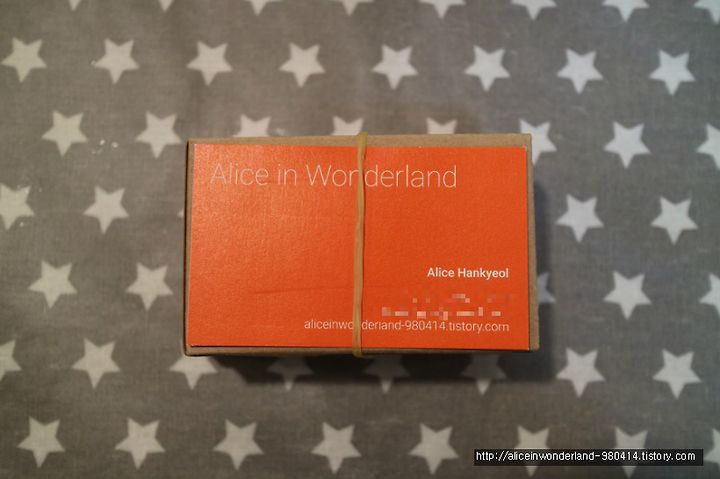 Alice in Wonderland
Alice Hankyeol
aliceinwonderland-980414.tistory.com
http://aliceinwonderland-980414.tistory.com